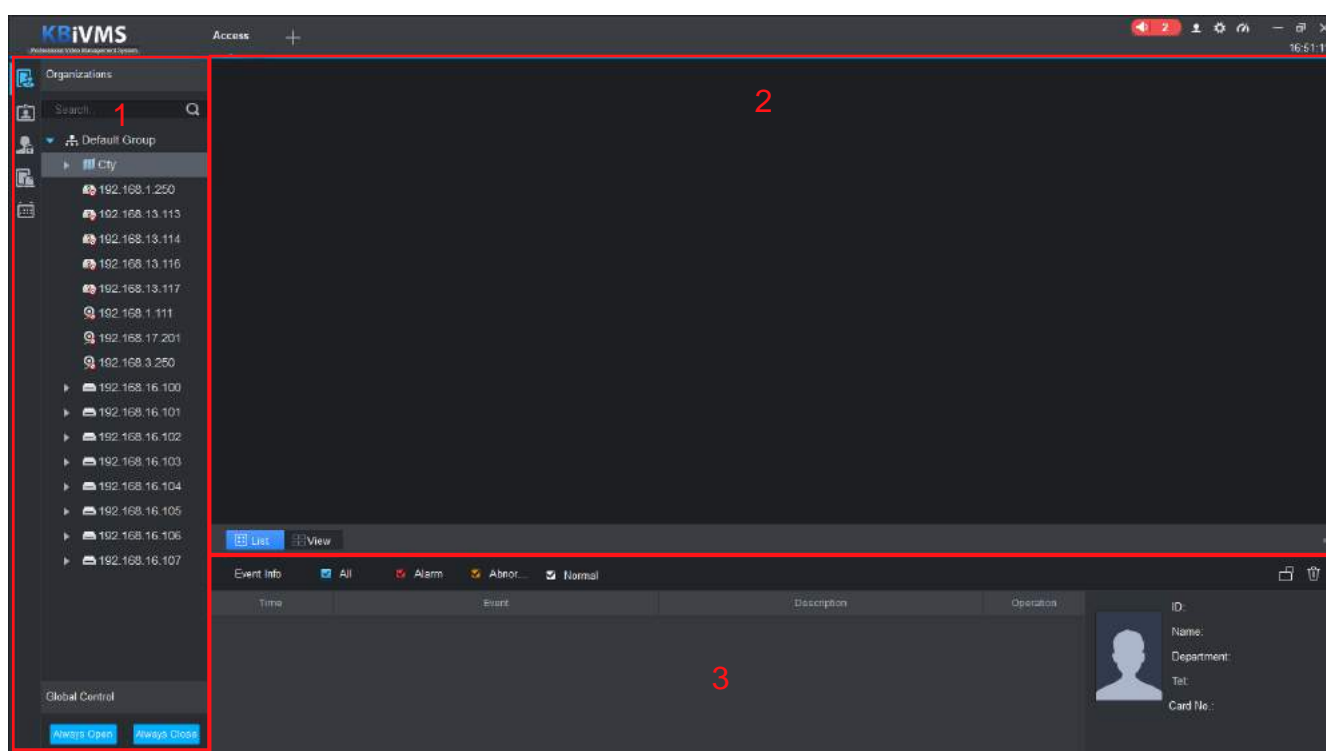 KBiVMS
Professional Video Management System
Access
2
16:51:1
Organizations
Search...
1
2
Default Group
Cty
192.168.1.250
192.168.13.113
192.168.13.114
192.168.13.116
192.168.13.117
192.168.1.111
192.168.17.201
192.168.3.250
192.168.16.100
192.168.16.101
192.168.16.102
192.168.16.103
192.168.16.104
192.168.16.105
192.168.16.106
192.168.16.107
Global Control
Always Open Always Close
List View
Event Info All Alarm Abnor... Normal
Time Event Description Operation
3
ID:
Name:
Department:
Tel:
Card No.: